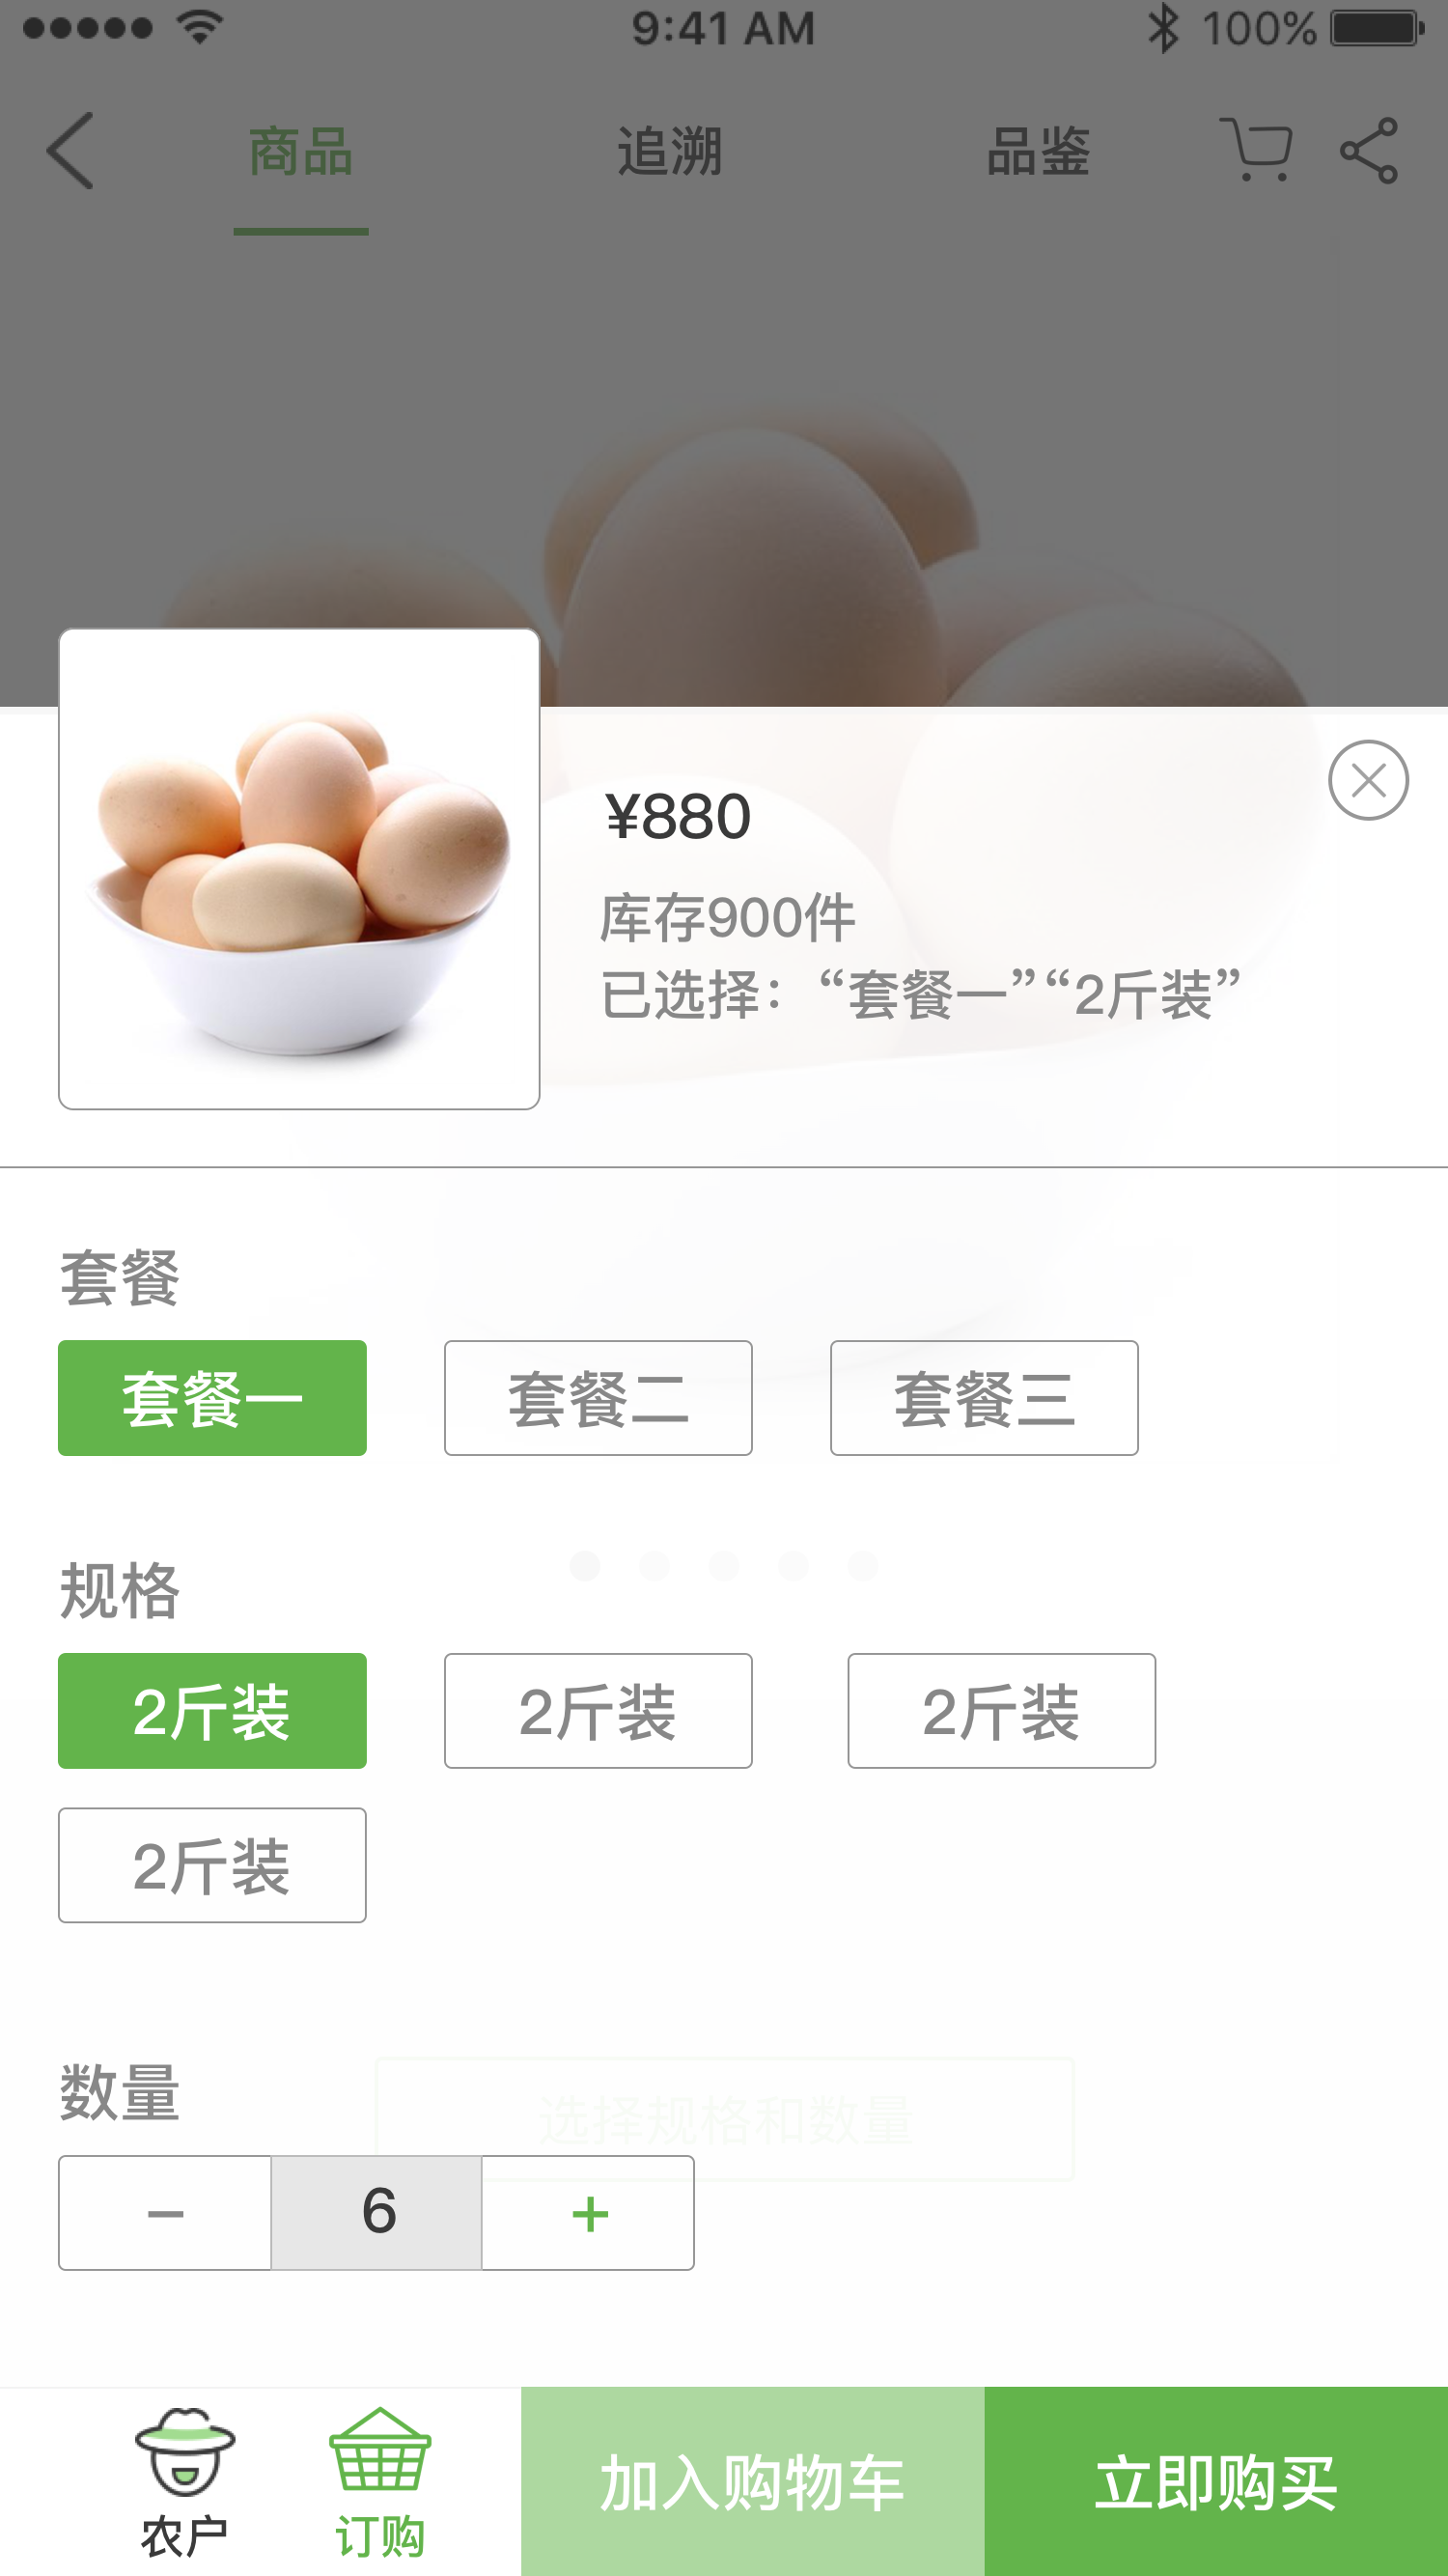 9:41 AM 100%
商品 追溯 品鉴
¥880
库存900件
已选择：“套餐一”“2斤装”
套餐
套餐一 套餐二 套餐三
规格
2斤装 2斤装 2斤装
2斤装
数量
选择规格和数量
− 6 +
农户 订购 加入购物车 立即购买